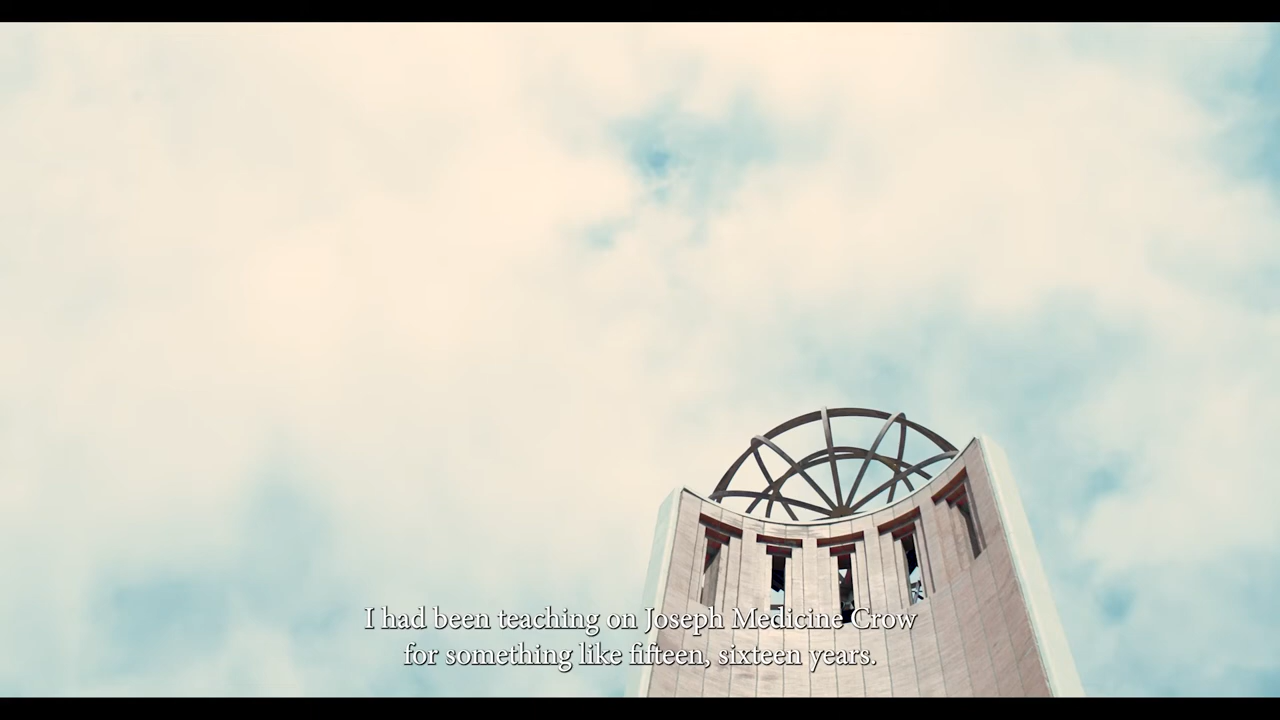 I had been teaching on Joseph Medicine Crow
for something like fifteen, sixteen years.